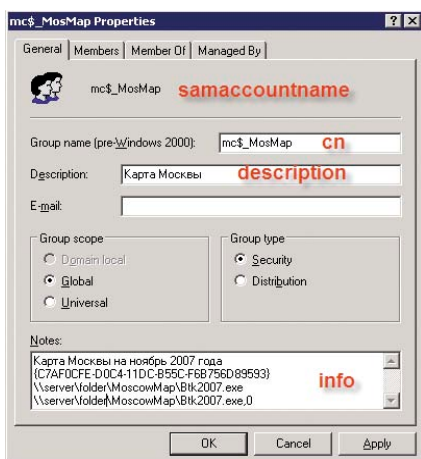 mc$_MosMap Properties
General Members Member Of Managed By
mc$_MosMap samaccountname
Group name (pre-Windows 2000): mc$_MosMap cn
Description: Карта Москвы description
E-mail:
Group scope
Domain local
Global
Universal
Group type
Security
Distribution
Notes:
Карта Москвы на ноябрь 2007 года
{C7AF0CFE-D0C4-11DC-B55C-F6B756D89593}
\\server\folder\MoscowMap\Btk2007.exe
\\server\folder\MoscowMap\Btk2007.exe,0
info
OK Cancel Apply